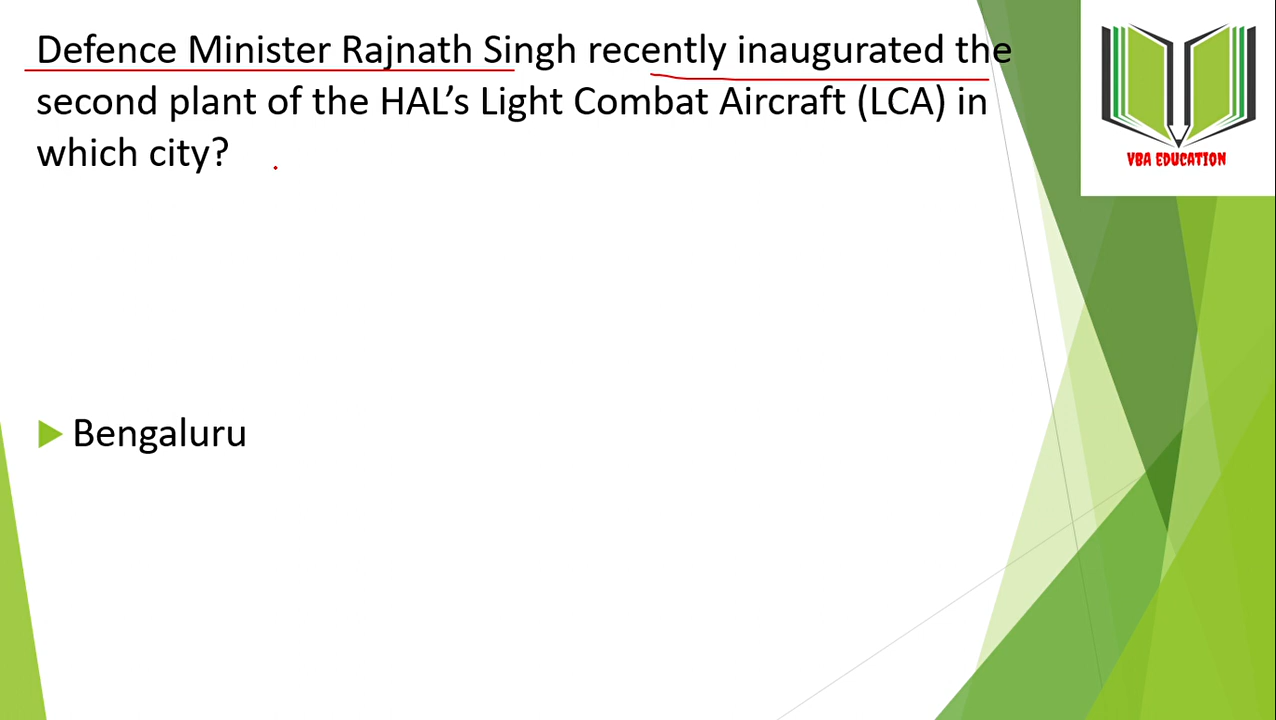 Defence Minister Rajnath Singh recently inaugurated the
second plant of the HAL’s Light Combat Aircraft (LCA) in
which city?
VBA EDUCATION
Bengaluru